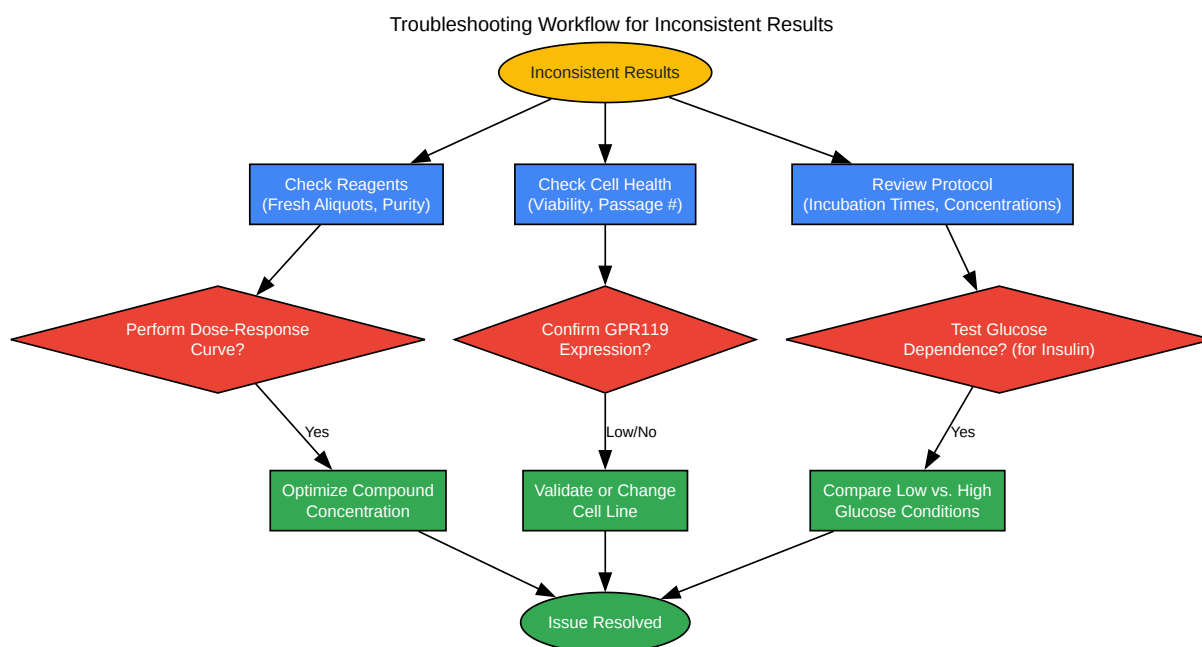 Troubleshooting Workflow for Inconsistent Results
Inconsistent Results
Check Reagents
(Fresh Aliquots, Purity)
Check Cell Health
(Viability, Passage #)
Review Protocol
(Incubation Times, Concentrations)
Perform Dose-Response
Curve?
Confirm GPR119
Expression?
Test Glucose
Dependence? (for Insulin)
Yes
Low/No
Yes
Optimize Compound
Concentration
Validate or Change
Cell Line
Compare Low vs. High
Glucose Conditions
Issue Resolved